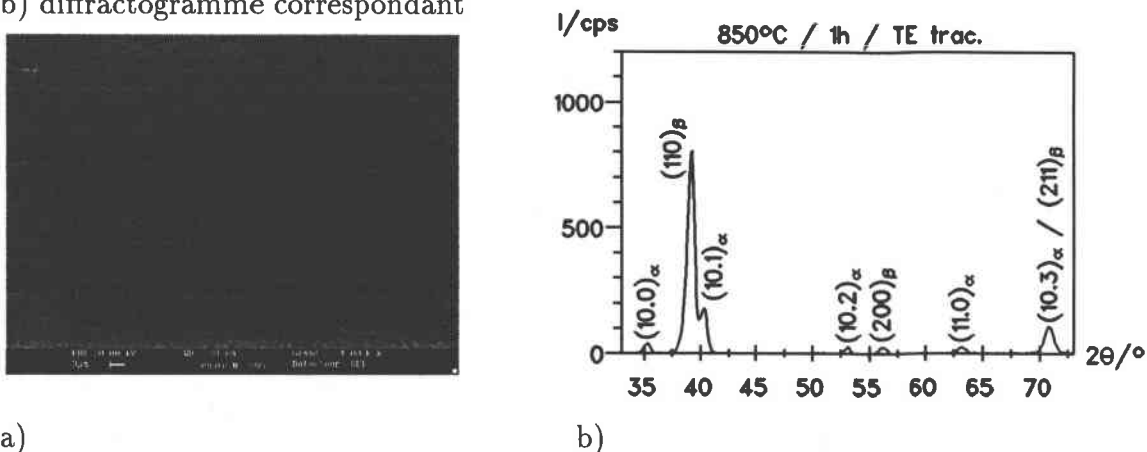 b) diffractogramme correspondant
I/cps
850°C / 1h / TE trac.
1000
500
0
(10.0)α
(110)β
(10.1)α
(10.2)α
(200)β
(11.0)α
(10.3)α / (211)β
35 40 45 50 55 60 65 70
2θ/°
a)
b)